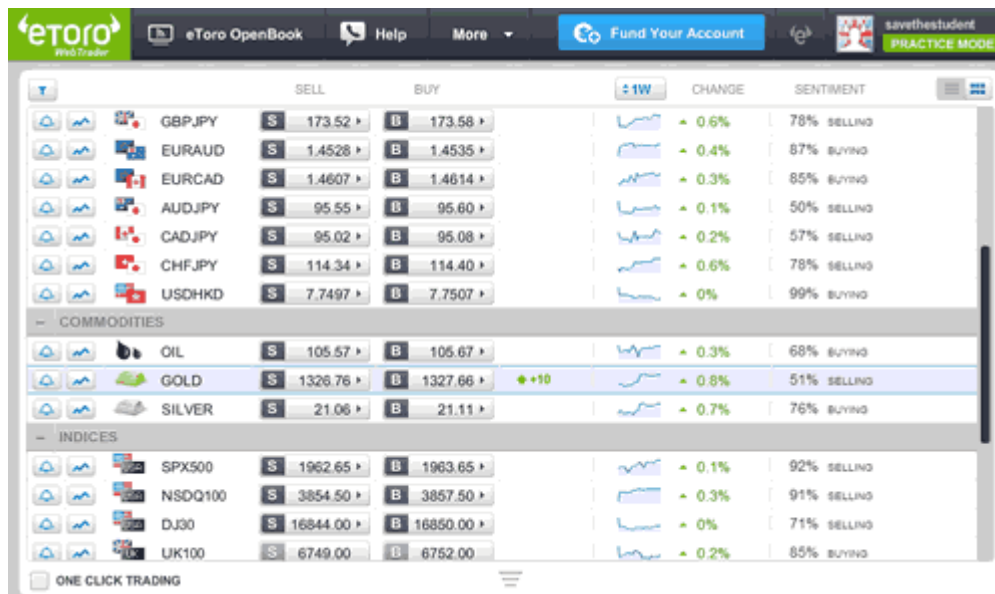 eTORO eToro OpenBook Help More Fund Your Account savethestudent
WebTrader PRACTICE MODE
SELL BUY 1W CHANGE SENTIMENT
GBPJPY S 173.52 B 173.58 0.6% 78% SELLING
EURAUD S 1.4528 B 1.4535 0.4% 87% BUYING
EURCAD S 1.4607 B 1.4614 0.3% 85% BUYING
AUDJPY S 95.55 B 95.60 0.1% 50% SELLING
CADJPY S 95.02 B 95.08 0.2% 57% SELLING
CHFJPY S 114.34 B 114.40 0.6% 78% SELLING
USDHKD S 7.7497 B 7.7507 0% 99% BUYING
– COMMODITIES
OIL S 105.57 B 105.67 0.3% 68% BUYING
GOLD S 1326.76 B 1327.66 +10 0.8% 51% SELLING
SILVER S 21.06 B 21.11 0.7% 76% BUYING
– INDICES
SPX500 S 1962.65 B 1963.65 0.1% 92% SELLING
NSDQ100 S 3854.50 B 3857.50 0.3% 91% SELLING
DJ30 S 16844.00 B 16850.00 0% 71% SELLING
UK100 S 6749.00 B 6752.00 0.2% 85% BUYING
ONE CLICK TRADING